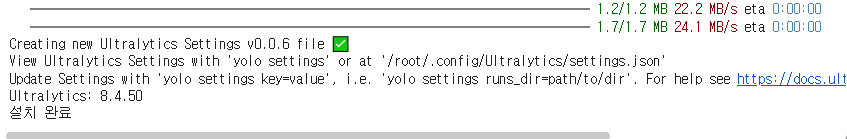 1.2/1.2 MB 22.2 MB/s eta 0:00:00
1.7/1.7 MB 24.1 MB/s eta 0:00:00
Creating new Ultralytics Settings v0.0.6 file ✅
View Ultralytics Settings with 'yolo settings' or at '/root/.config/Ultralytics/settings.json'
Update Settings with 'yolo settings key=value', i.e. 'yolo settings runs_dir=path/to/dir'. For help see https://docs.ult
Ultralytics: 8.4.50
설치 완료